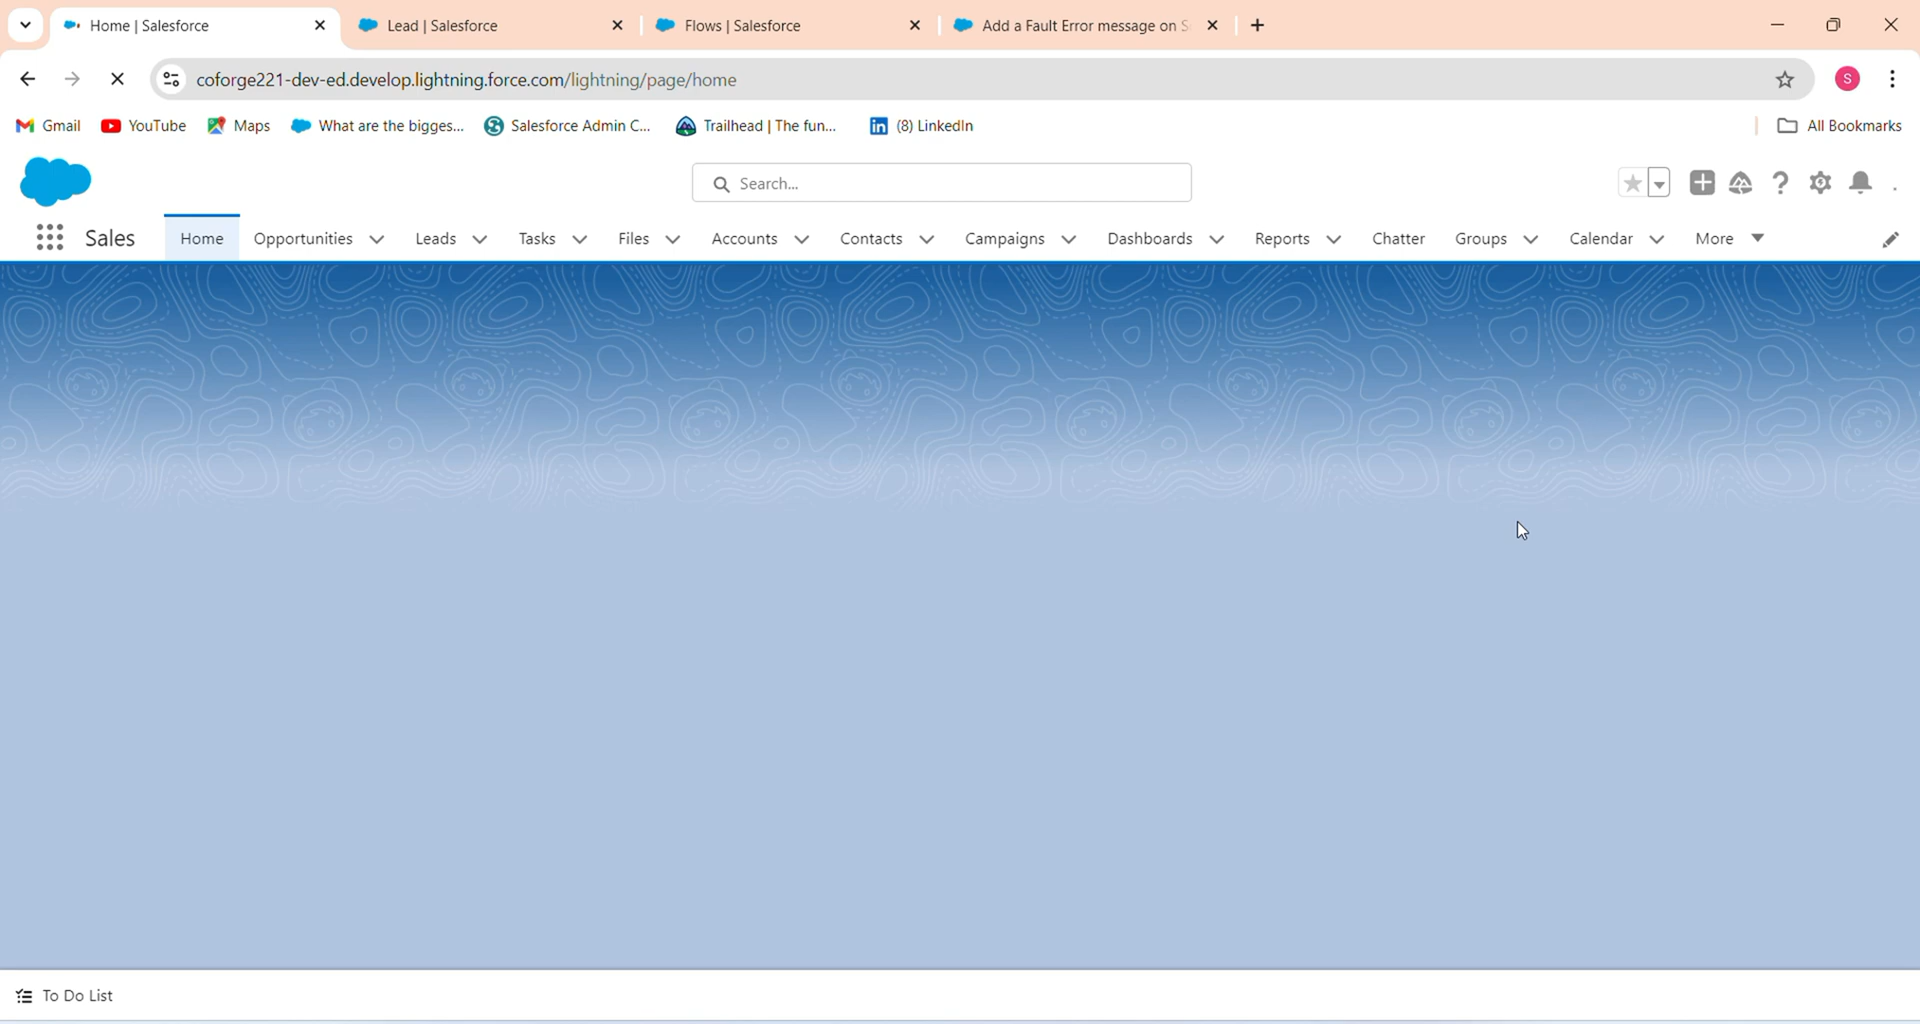 Home | Salesforce
Lead | Salesforce
Flows | Salesforce
Add a Fault Error message on S
coforge221-dev-ed.develop.lightning.force.com/lightning/page/home
S
Gmail
YouTube
Maps
What are the bigges...
Salesforce Admin C...
Trailhead | The fun...
(8) LinkedIn
All Bookmarks
Search...
Sales
Home
Opportunities
Leads
Tasks
Files
Accounts
Contacts
Campaigns
Dashboards
Reports
Chatter
Groups
Calendar
More
To Do List